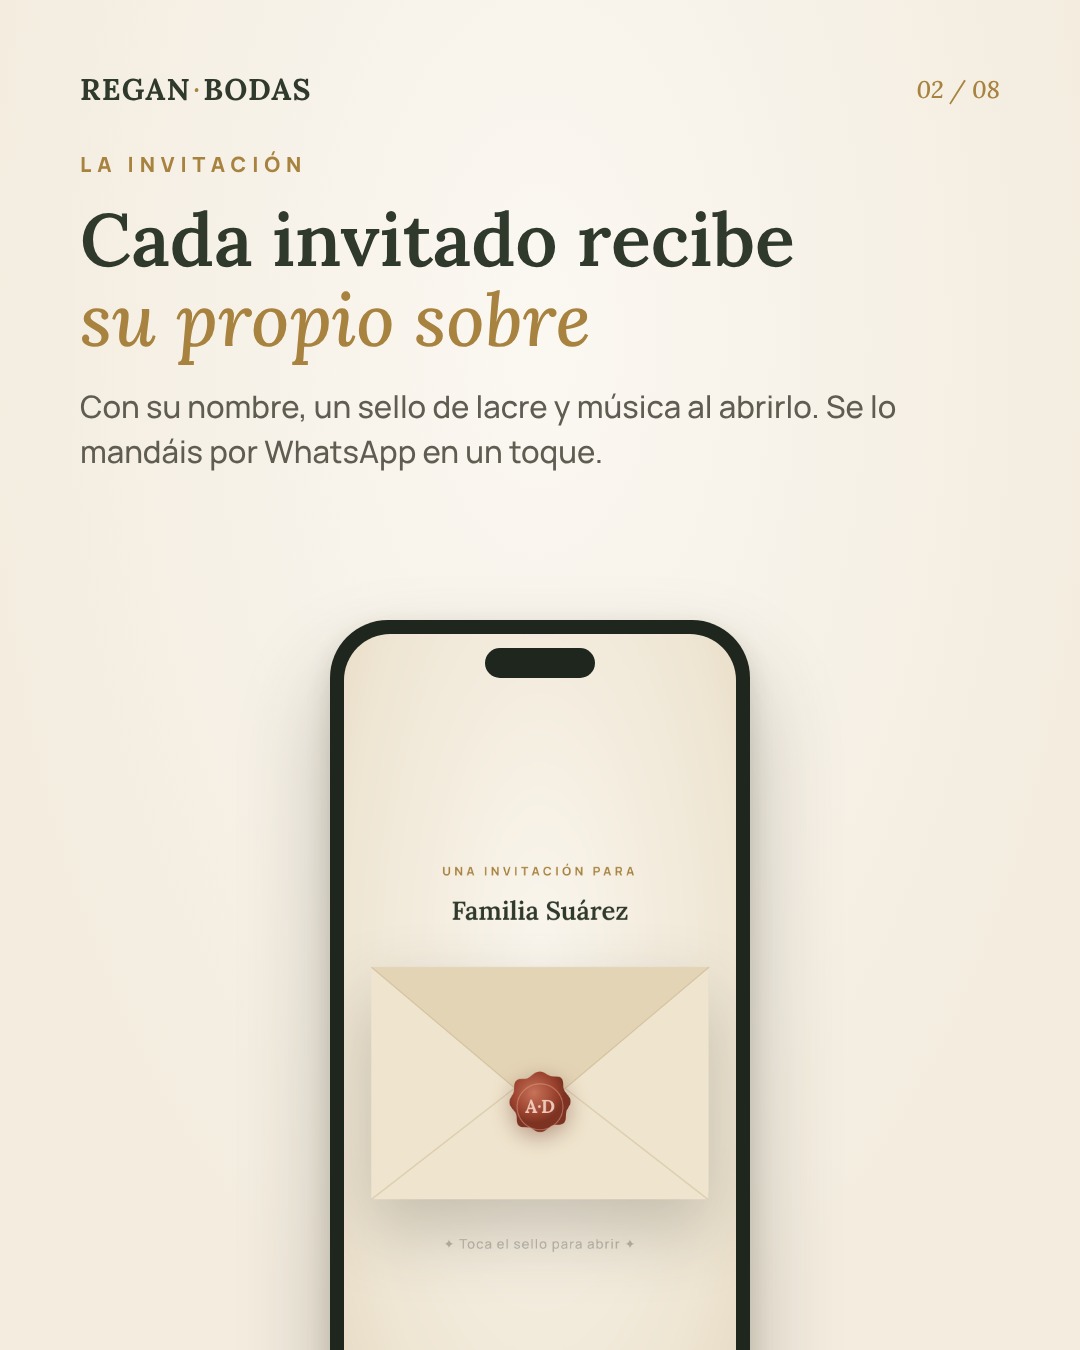 REGAN·BODAS
02 / 08
LA INVITACIÓN
Cada invitado recibe
su propio sobre
Con su nombre, un sello de lacre y música al abrirlo. Se lo
mandáis por WhatsApp en un toque.
UNA INVITACIÓN PARA
Familia Suárez
A·D
✦ Toca el sello para abrir ✦